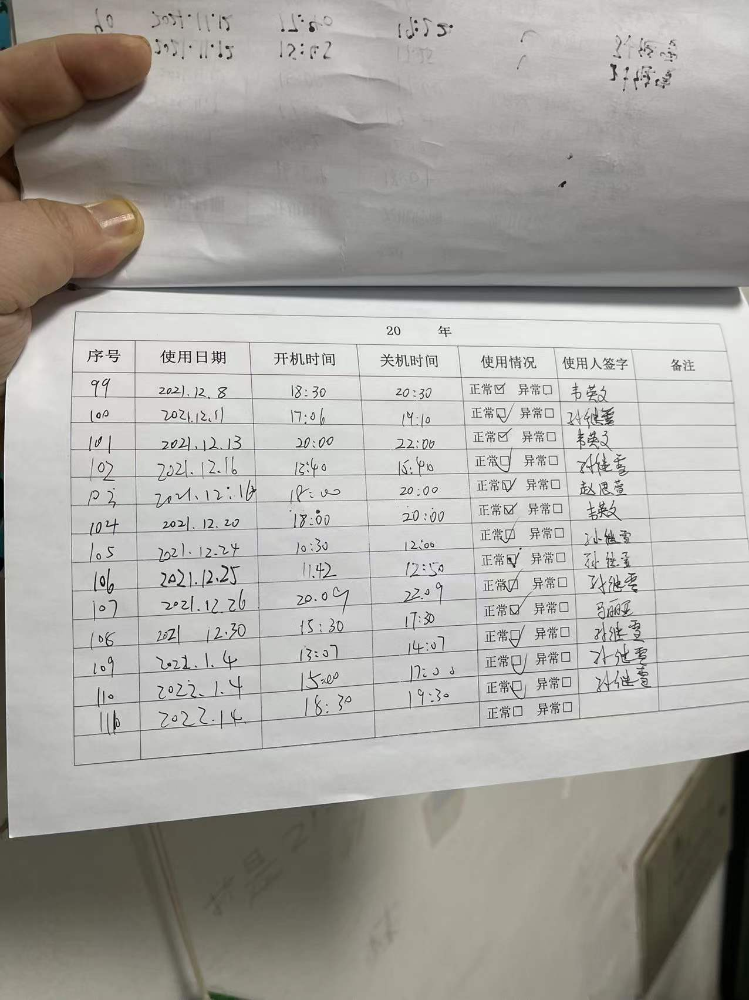 20 年
序号 使用日期 开机时间 关机时间 使用情况 使用人签字 备注
99 2021.12.8 18:30 20:30 正常☑ 异常☐ 韦英文
100 2021.12.11 17:06 19:10 正常☑ 异常☐ 孙继雪
101 2021.12.13 20:00 22:00 正常☑ 异常☐ 韦英文
102 2021.12.16 13:40 15:40 正常☑ 异常☐ 孙继雪
103 2021.12.16 18:00 20:00 正常☑ 异常☐ 赵思萱
104 2021.12.20 18:00 20:00 正常☑ 异常☐ 韦英文
105 2021.12.24 10:30 12:00 正常☑ 异常☐ 孙继雪
106 2021.12.25 11.42 12:50 正常☑ 异常☐ 孙继雪
107 2021.12.26 20.09 22.09 正常☑ 异常☐ 孙继雪
108 2021 12.30 15:30 17:30 正常☑ 异常☐ 马丽亚
109 2022.1.4 13:07 14:07 正常☑ 异常☐ 孙继雪
110 2022.1.4 15:00 17:00 正常☑ 异常☐ 孙继雪
111 2022.1.4. 18:30 19:30 正常☑ 异常☐ 孙继雪
正常☐ 异常☐